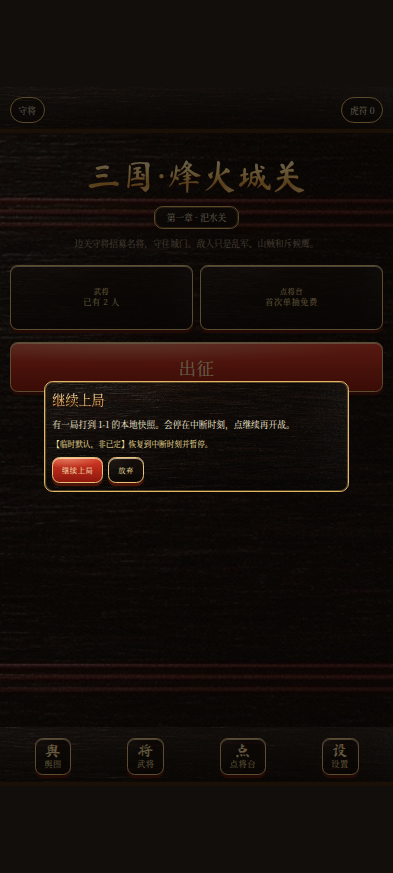 守将
虎符 0
三国·烽火城关
第一章 · 汜水关
边关守将招募名将，守住城门。敌人只是乱军、山贼和斥候鹰。
武将
已有 2 人
点将台
首次单抽免费
出征
继续上局
有一局打到 1-1 的本地快照。会停在中断时刻，点继续再开战。
【临时默认，非已定】恢复到中断时刻并暂停。
继续上局
放弃
舆
舆图
将
武将
点
点将台
设
设置